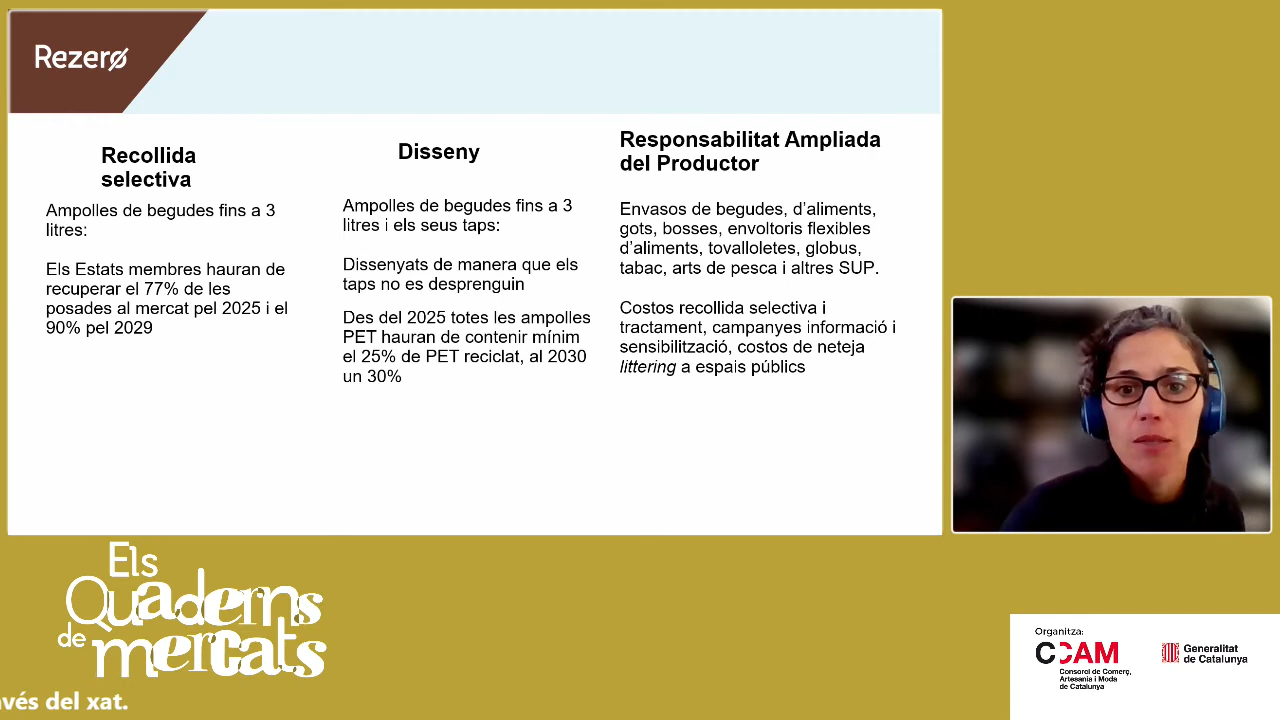 Rezero
Recollida
selectiva
Ampolles de begudes fins a 3
litres:
Els Estats membres hauran de
recuperar el 77% de les
posades al mercat pel 2025 i el
90% pel 2029
Disseny
Ampolles de begudes fins a 3
litres i els seus taps:
Dissenyats de manera que els
taps no es desprenguin
Des del 2025 totes les ampolles
PET hauran de contenir mínim
el 25% de PET reciclat, al 2030
un 30%
Responsabilitat Ampliada
del Productor
Envasos de begudes, d'aliments,
gots, bosses, envoltoris flexibles
d'aliments, tovalloletes, globus,
tabac, arts de pesca i altres SUP.
Costos recollida selectiva i
tractament, campanyes informació i
sensibilització, costos de neteja
littering a espais públics
Els
Quaderns
de mercats
avés del xat.
Organitza:
CCAM
Consorci de Comerç,
Artesania i Moda
de Catalunya
Generalitat
de Catalunya